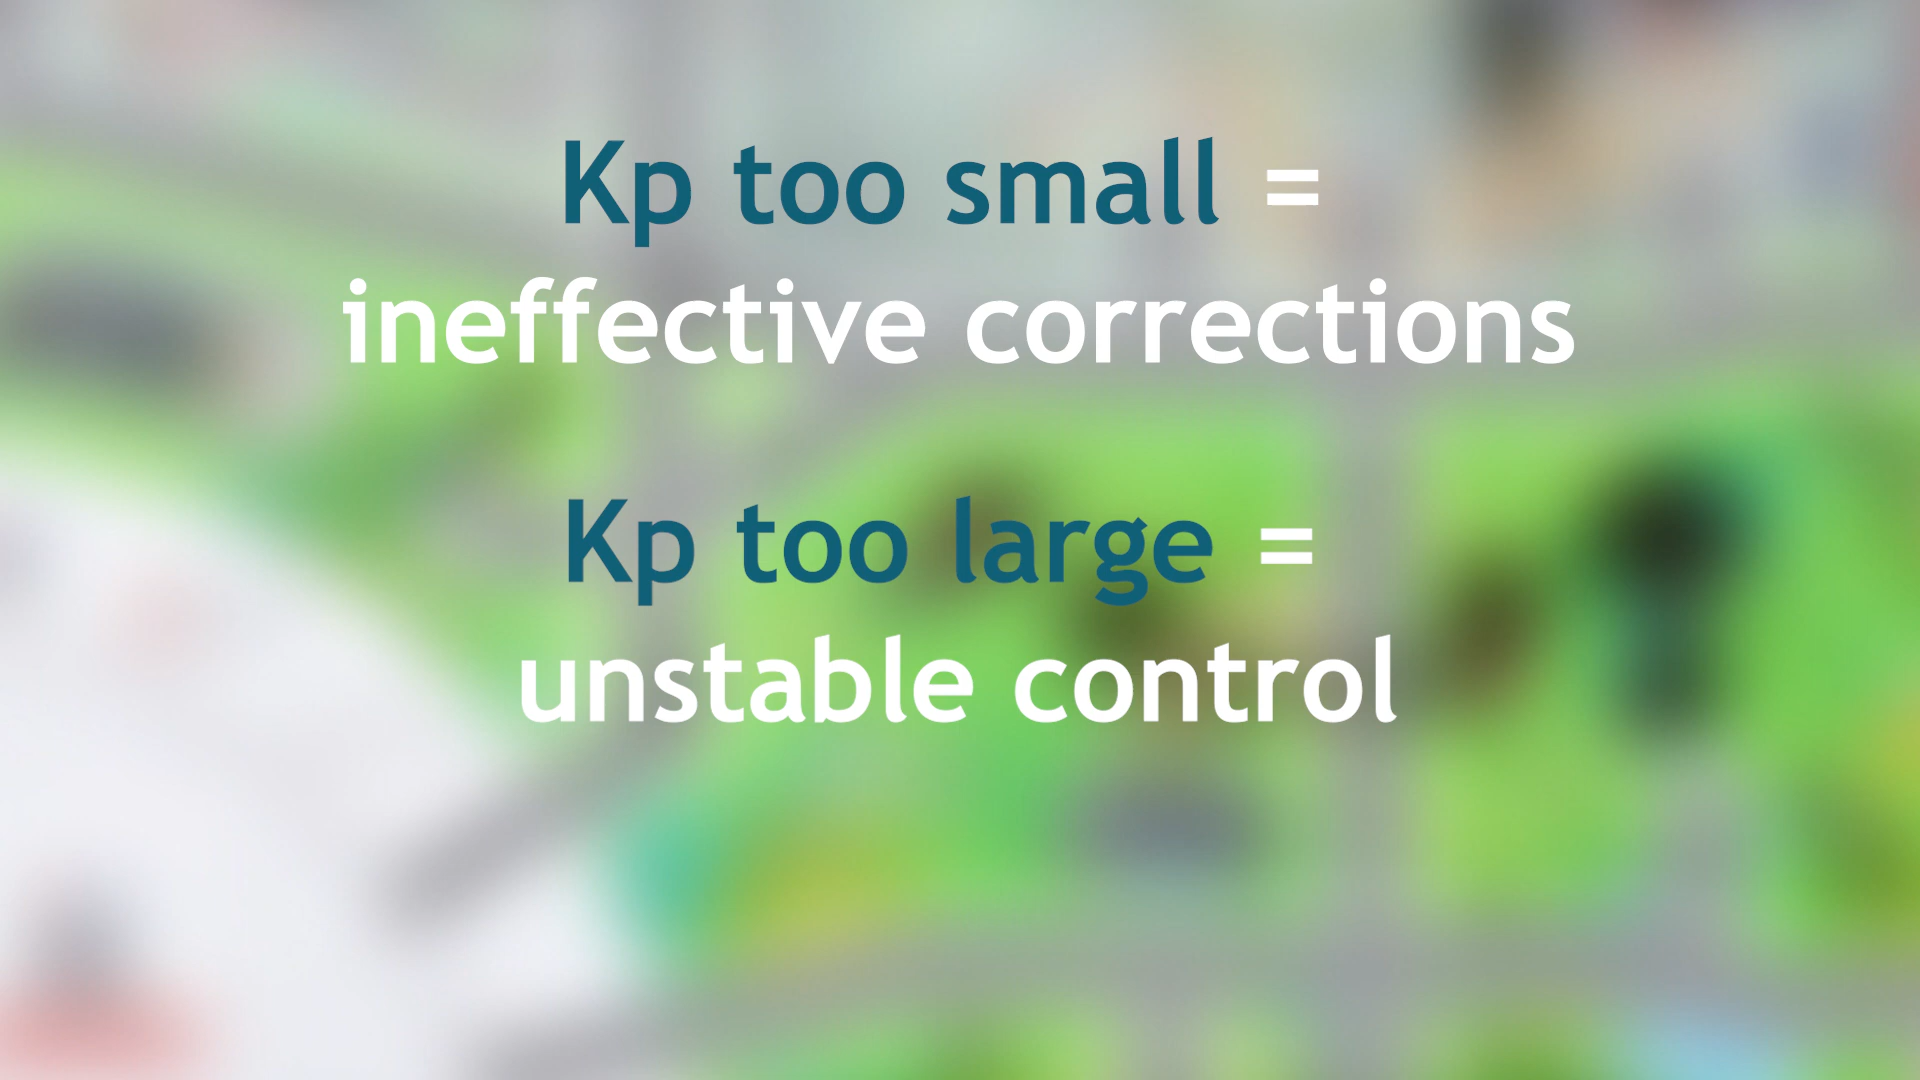 Kp too small =
ineffective corrections
Kp too large =
unstable control